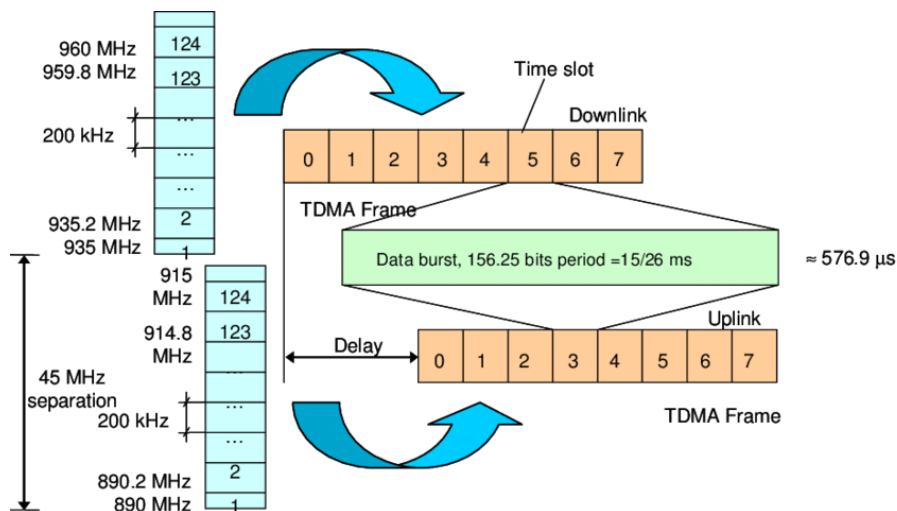 960 MHz
124
959.8 MHz
123
...
200 kHz
...
...
935.2 MHz
2
935 MHz
1
Time slot
Downlink
0 1 2 3 4 5 6 7
TDMA Frame
Data burst, 156.25 bits period =15/26 ms
≈ 576.9 µs
915
MHz
124
914.8
MHz
123
...
45 MHz
separation
200 kHz
...
...
890.2 MHz
2
890 MHz
1
Delay
Uplink
0 1 2 3 4 5 6 7
TDMA Frame